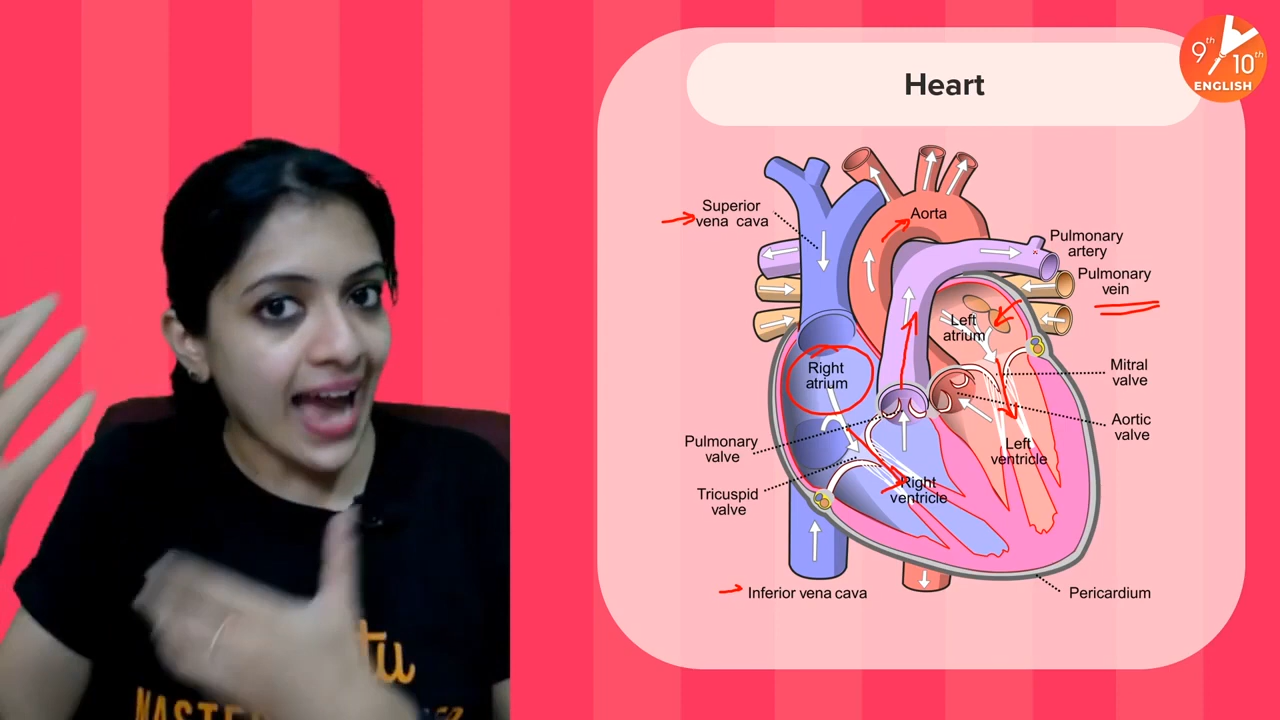 Heart
9th
10th
ENGLISH
Superior
vena cava
Aorta
Pulmonary
artery
Pulmonary
vein
Left
atrium
Right
atrium
Mitral
valve
Aortic
valve
Pulmonary
valve
Left
ventricle
Tricuspid
valve
Right
ventricle
Inferior vena cava
Pericardium
tu